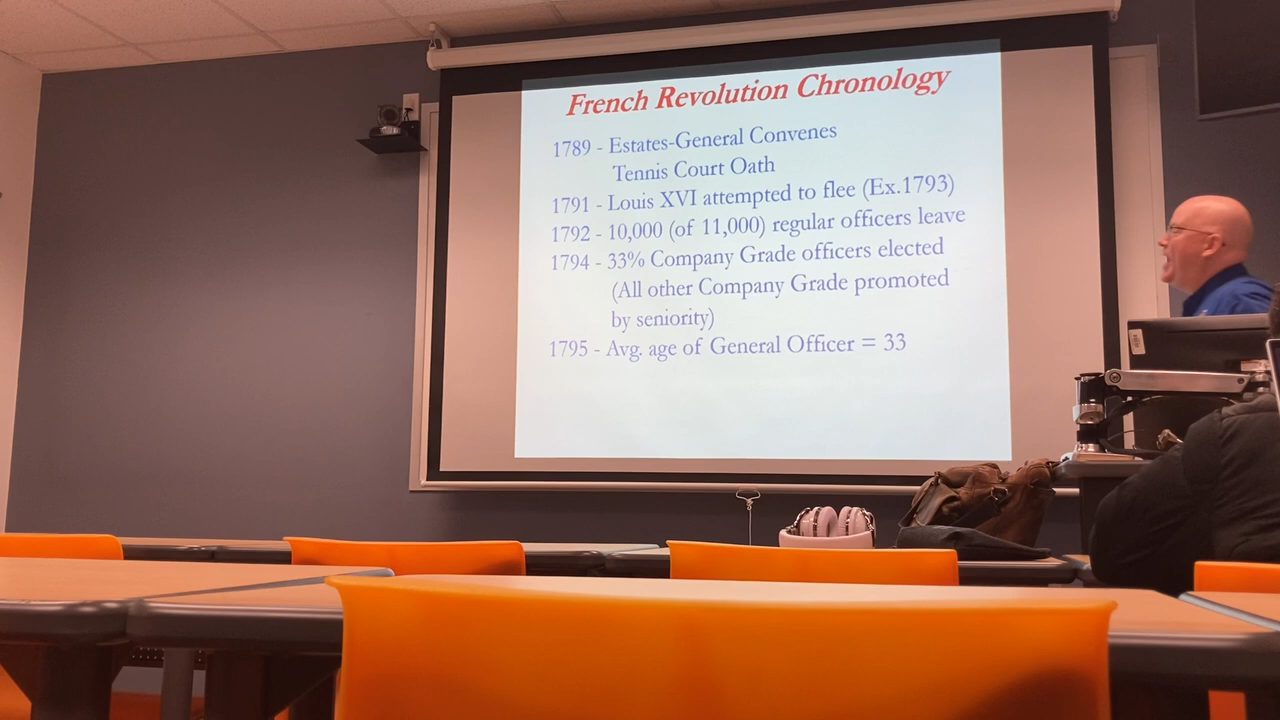 French Revolution Chronology
1789 - Estates-General Convenes
Tennis Court Oath
1791 - Louis XVI attempted to flee (Ex.1793)
1792 - 10,000 (of 11,000) regular officers leave
1794 - 33% Company Grade officers elected
(All other Company Grade promoted
by seniority)
1795 - Avg. age of General Officer = 33